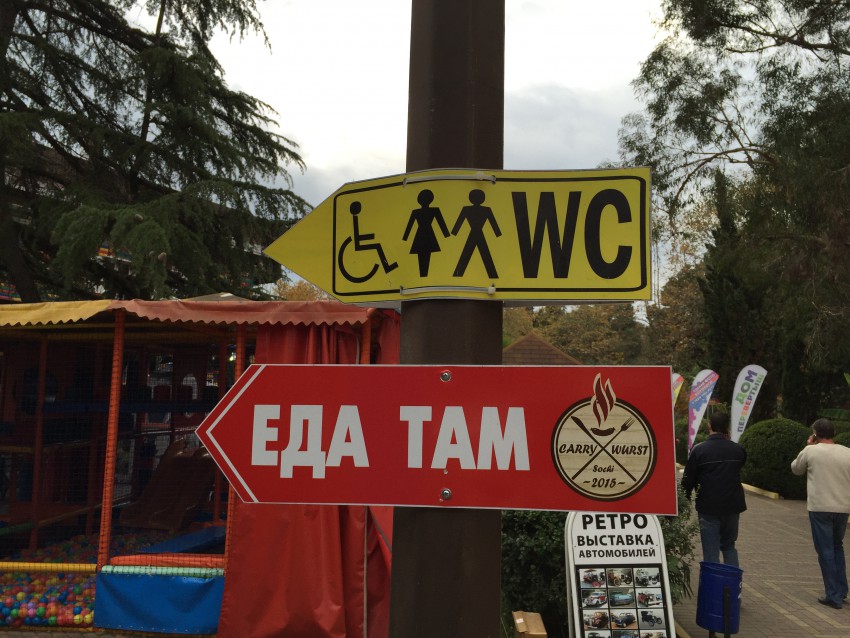 WC
ЕДА ТАМ
CARRY WURST
Sochi
~2015~
РЕТРО
ВЫСТАВКА
АВТОМОБИЛЕЙ
ДОМ